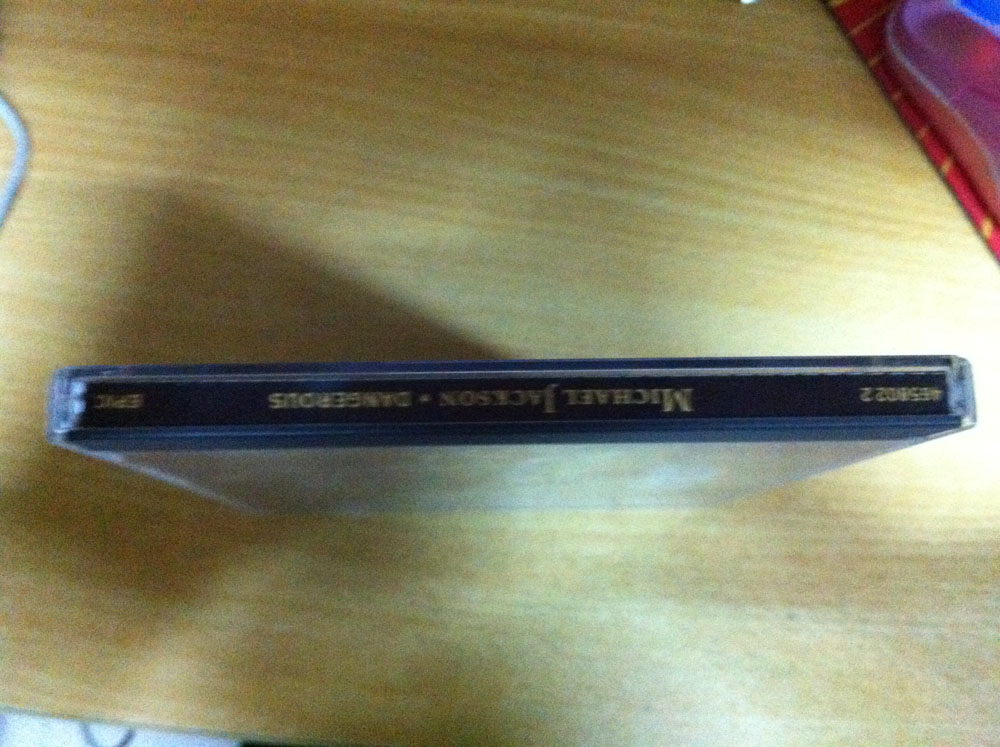 465802 2 MICHAEL JACKSON • DANGEROUS EPIC